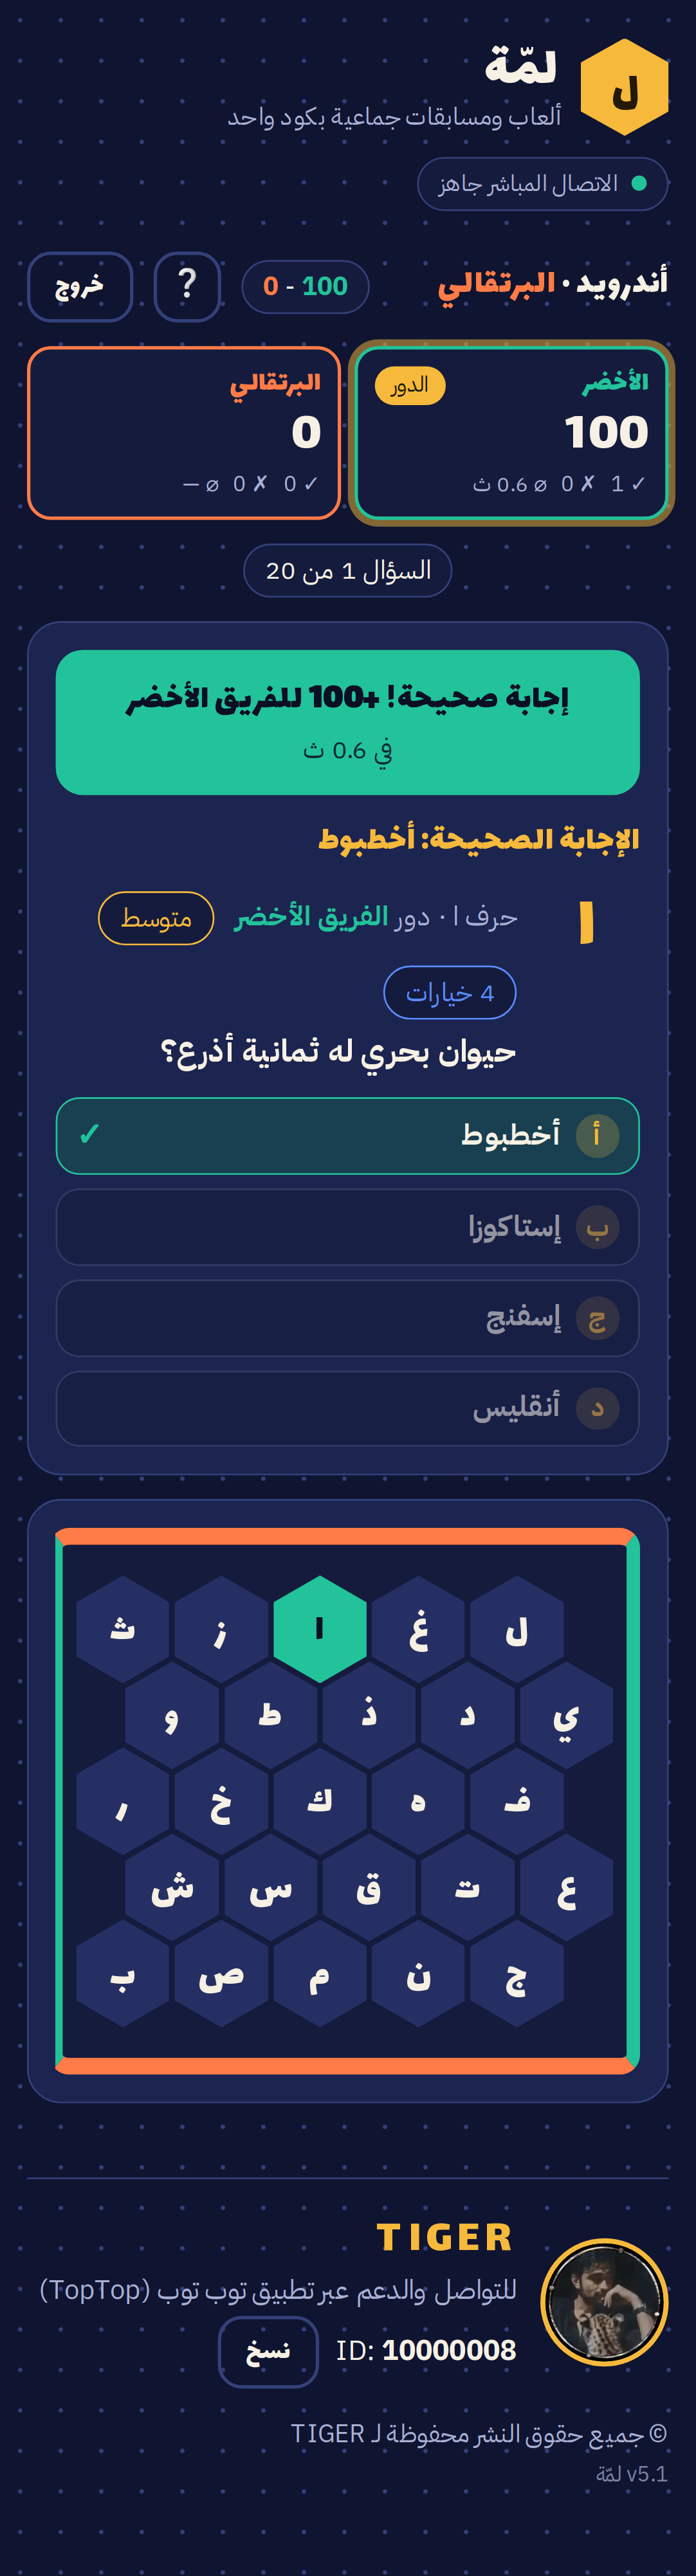 ل
لمّة
ألعاب ومسابقات جماعية بكود واحد
الاتصال المباشر جاهز
أندرويد · البرتقالي
100 - 0
?
خروج
الأخضر
الدور
100
✓ 1 ✗ 0 ⌀ 0.6 ث
البرتقالي
0
✓ 0 ✗ 0 ⌀ —
السؤال 1 من 20
إجابة صحيحة! +100 للفريق الأخضر
في 0.6 ث
الإجابة الصحيحة: أخطبوط
ا
حرف ا · دور الفريق الأخضر
متوسط
4 خيارات
حيوان بحري له ثمانية أذرع؟
أ أخطبوط ✓
ب إستاكوزا
ج إسفنج
د أنقليس
ل غ ا ز ث
ي د ذ ط و
ف ه ك خ ر
ع ت ق س ش
ج ن م ص ب
TIGER
للتواصل والدعم عبر تطبيق توب توب (TopTop)
ID: 10000008
نسخ
© جميع حقوق النشر محفوظة لـ TIGER
لمّة v5.1